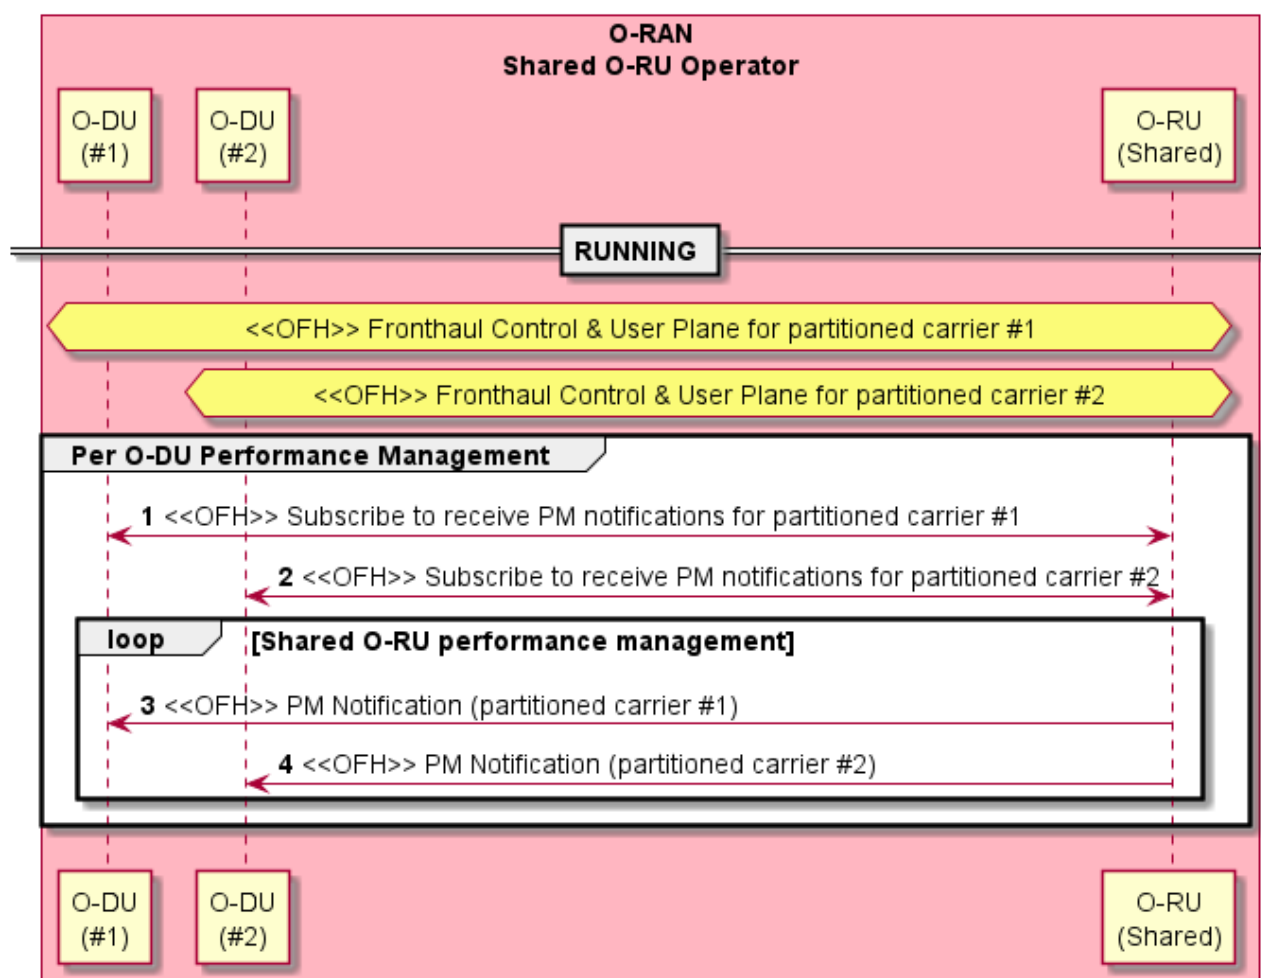 O-RAN
Shared O-RU Operator
O-DU
(#1)
O-DU
(#2)
O-RU
(Shared)
RUNNING
<<OFH>> Fronthaul Control & User Plane for partitioned carrier #1
<<OFH>> Fronthaul Control & User Plane for partitioned carrier #2
Per O-DU Performance Management
1 <<OFH>> Subscribe to receive PM notifications for partitioned carrier #1
2 <<OFH>> Subscribe to receive PM notifications for partitioned carrier #2
loop [Shared O-RU performance management]
3 <<OFH>> PM Notification (partitioned carrier #1)
4 <<OFH>> PM Notification (partitioned carrier #2)
O-DU
(#1)
O-DU
(#2)
O-RU
(Shared)